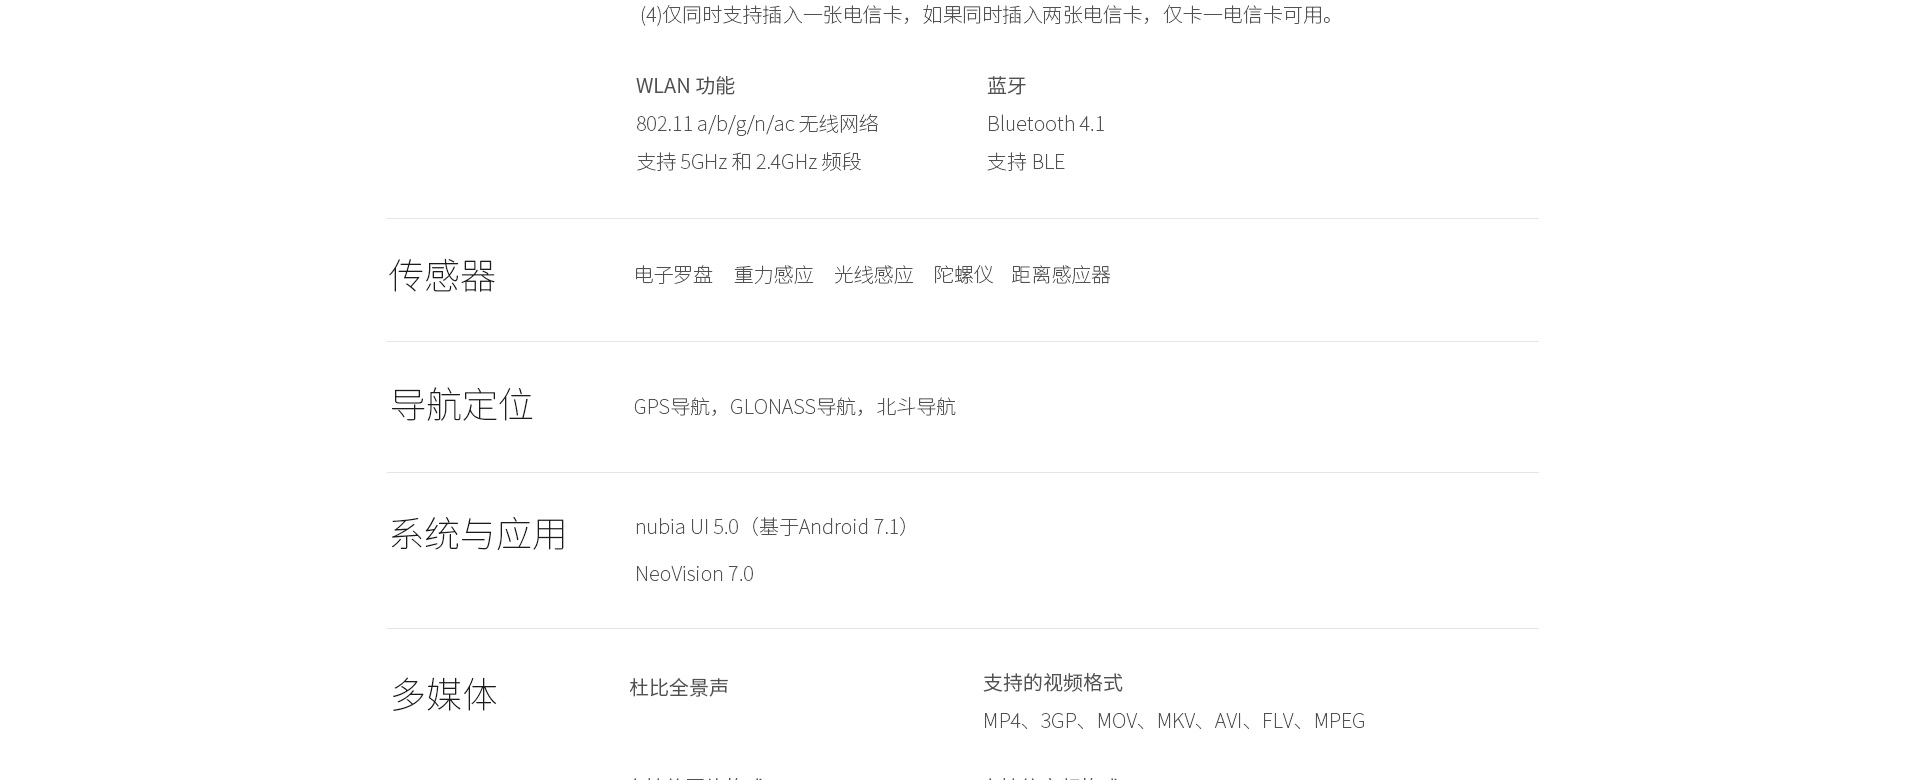 (4)仅同时支持插入一张电信卡，如果同时插入两张电信卡，仅卡一电信卡可用。
WLAN 功能
802.11 a/b/g/n/ac 无线网络
支持 5GHz 和 2.4GHz 频段
蓝牙
Bluetooth 4.1
支持 BLE
传感器
电子罗盘 重力感应 光线感应 陀螺仪 距离感应器
导航定位
GPS导航，GLONASS导航，北斗导航
系统与应用
nubia UI 5.0（基于Android 7.1）
NeoVision 7.0
多媒体
杜比全景声
支持的视频格式
MP4、3GP、MOV、MKV、AVI、FLV、MPEG